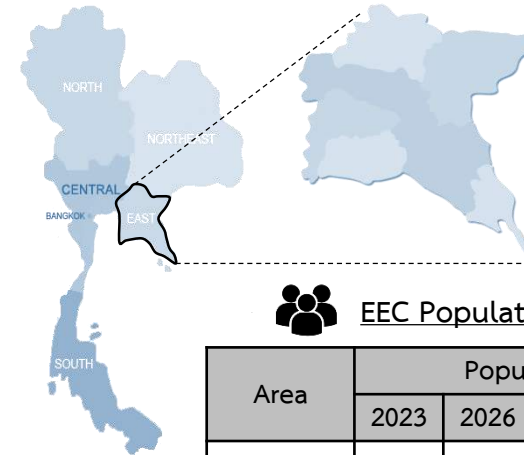 NORTH
NORTHEAST
CENTRAL
BANGKOK
EAST
SOUTH
EEC Populat
Area
Popu
2023 2026